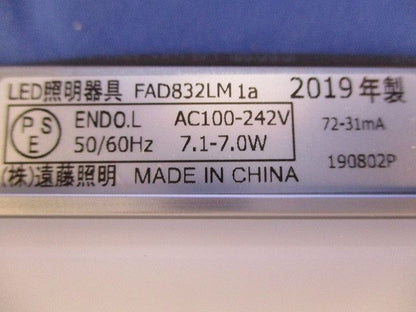 LED照明器具 FAD832LM 1a 2019年製
PSE ENDO.L AC100-242V 72-31mA
50/60Hz 7.1-7.0W 190802P
(株)遠藤照明 MADE IN CHINA